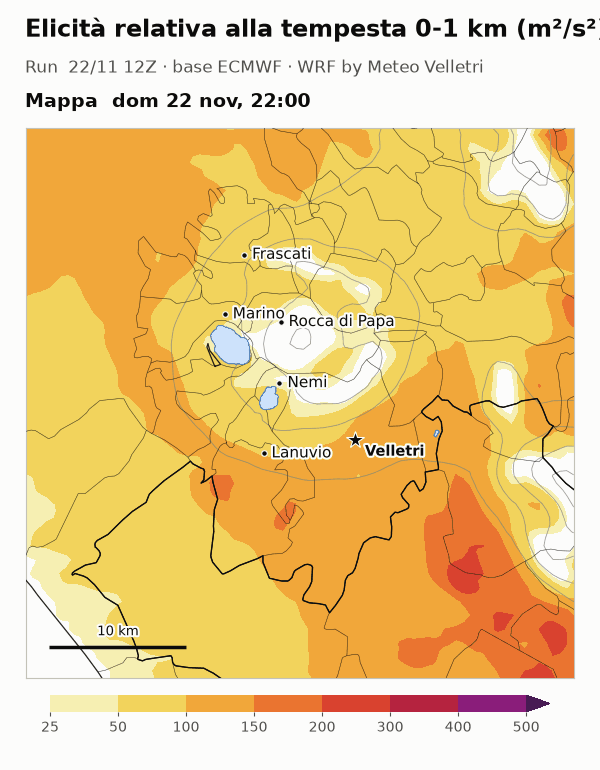 Elicità relativa alla tempesta 0-1 km (m²/s²)
Run  22/11 12Z · base ECMWF · WRF by Meteo Velletri
Mappa  dom 22 nov, 22:00
Frascati
Marino
Rocca di Papa
Nemi
Velletri
Lanuvio
10 km
25 50 100 150 200 300 400 500